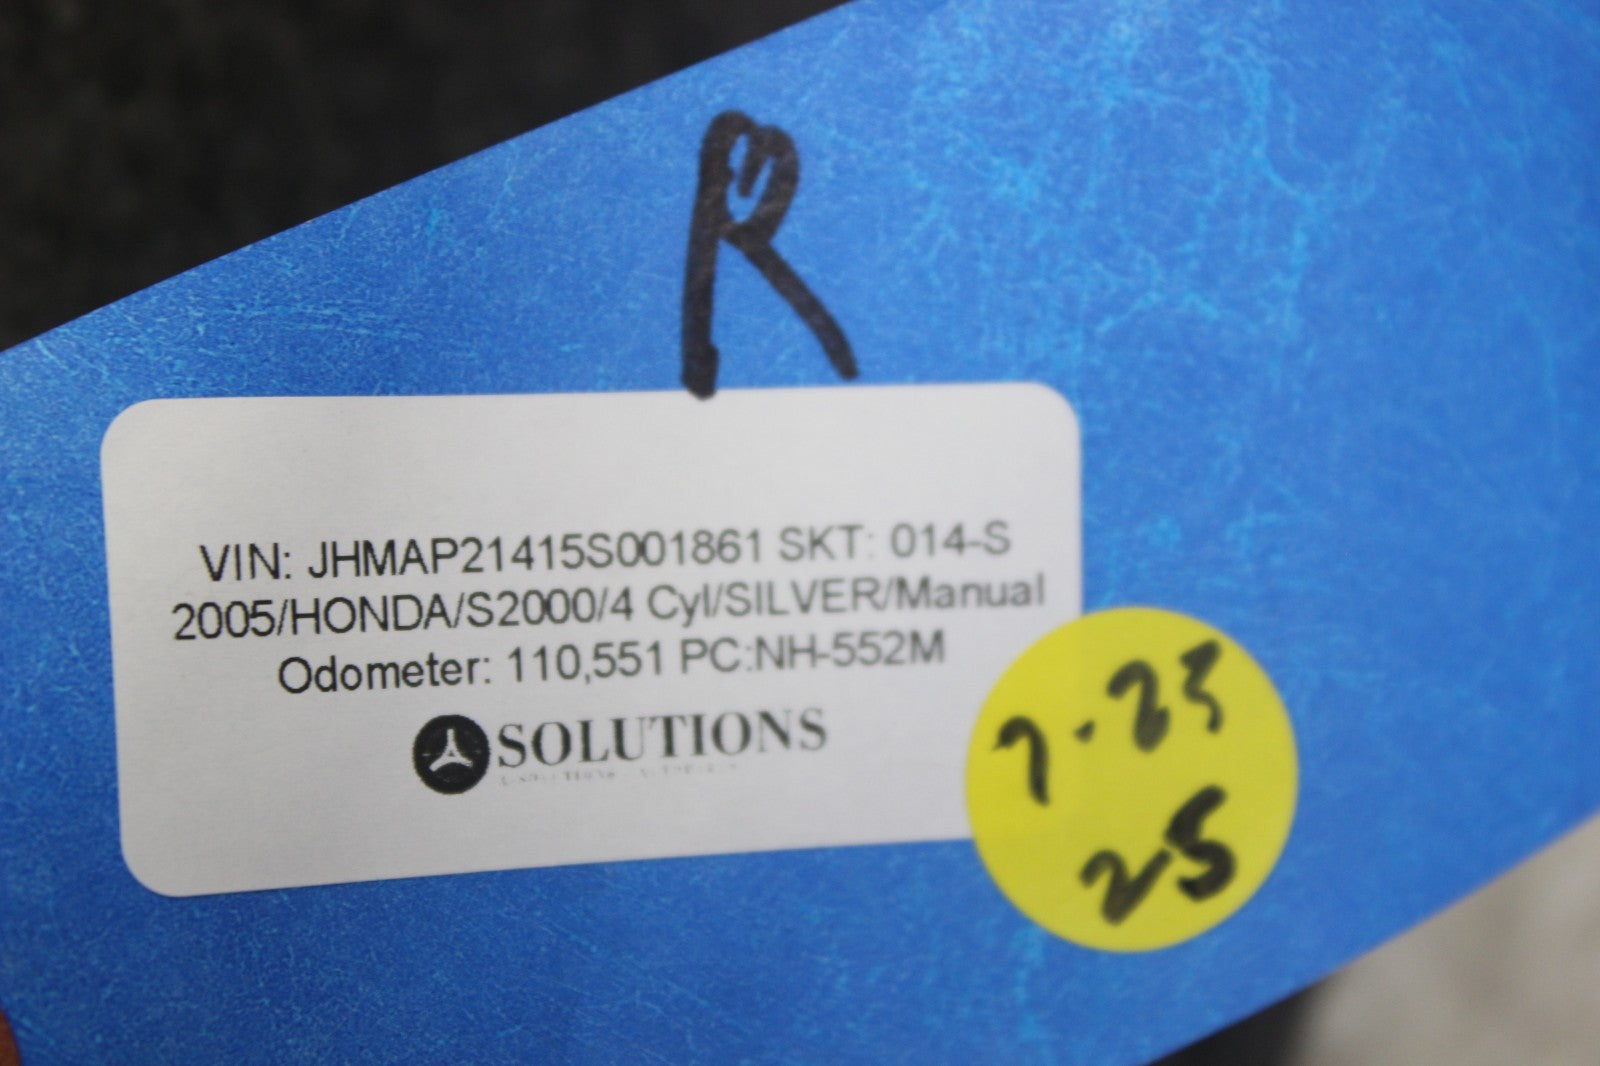 R
VIN: JHMAP21415S001861 SKT: 014-S
2005/HONDA/S2000/4 Cyl/SILVER/Manual
Odometer: 110,551 PC:NH-552M
SOLUTIONS
7-23
25